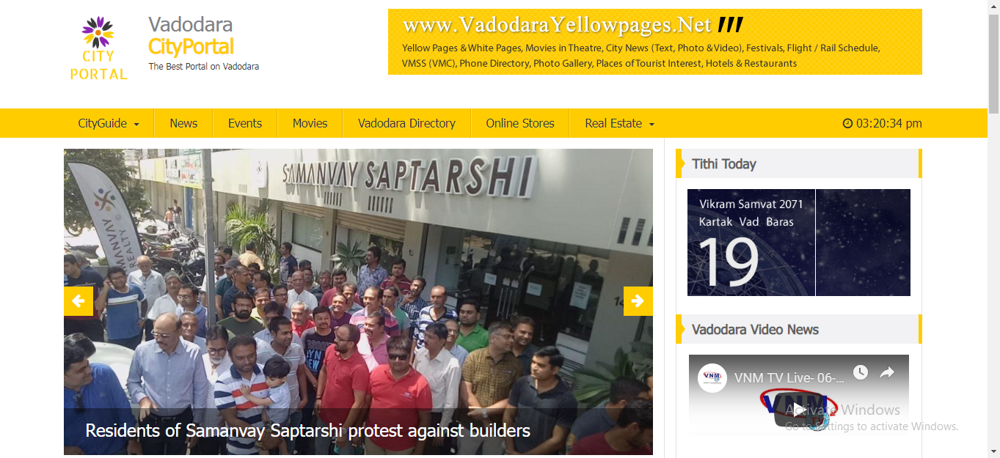 CITY
PORTAL
Vadodara
CityPortal
The Best Portal on Vadodara
www.VadodaraYellowpages.Net
Yellow Pages & White Pages, Movies in Theatre, City News (Text, Photo & Video), Festivals, Flight / Rail Schedule,
VMSS (VMC), Phone Directory, Photo Gallery, Places of Tourist Interest, Hotels & Restaurants
CityGuide
News
Events
Movies
Vadodara Directory
Online Stores
Real Estate
03:20:34 pm
SAMANVAY SAPTARSHI
SAMANVAY
REALTY
Residents of Samanvay Saptarshi protest against builders
Tithi Today
Vikram Samvat 2071
Kartak Vad Baras
19
Vadodara Video News
VNM
VNM TV Live- 06-...
VNM
TV
Activate Windows
Go to Settings to activate Windows.